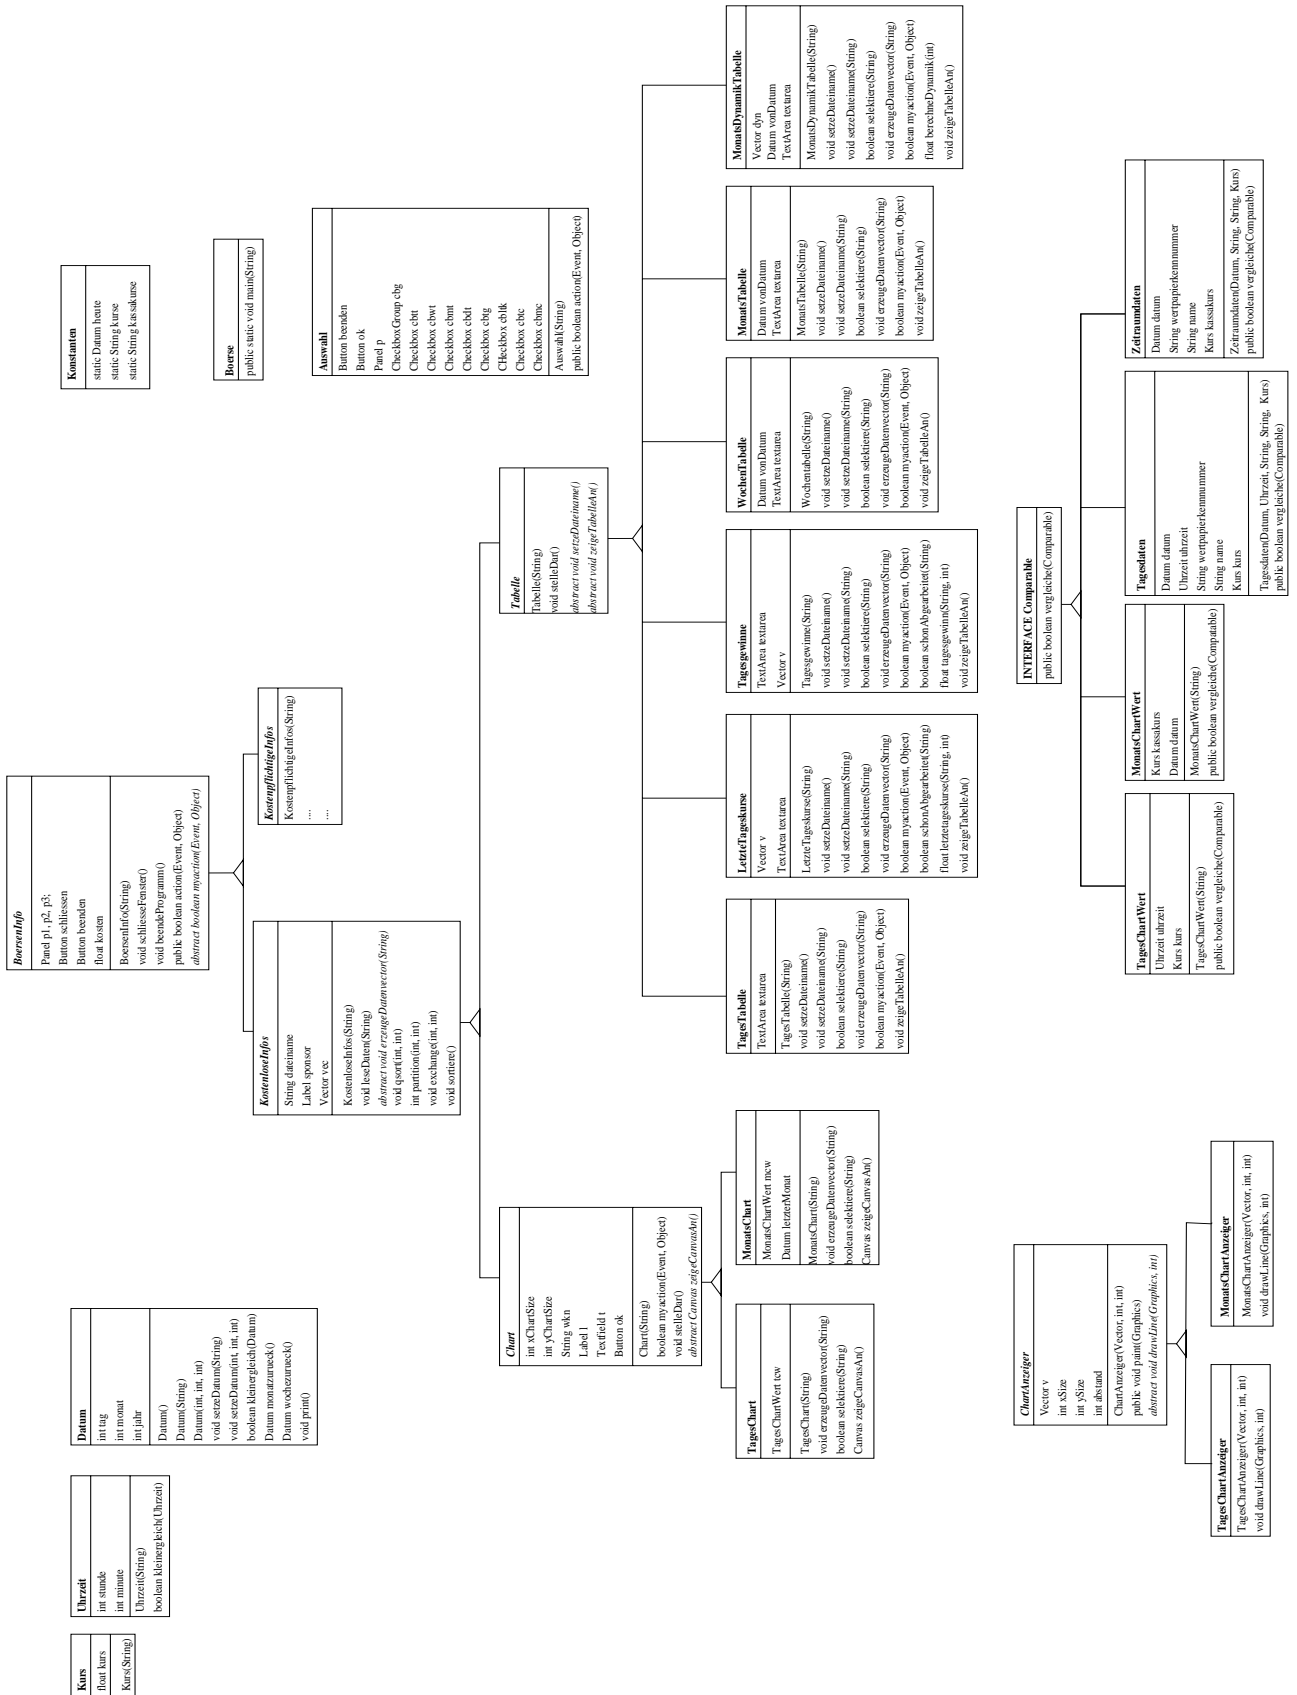 Kurs
float kurs
Kurs(String)
Uhrzeit
int stunde
int minute
Uhrzeit(String)
boolean kleinergleich(Uhrzeit)
Datum
int tag
int monat
int jahr
Datum()
Datum(String)
Datum(int, int, int)
void setzeDatum(String)
void setzDatum(int, int, int)
boolean kleinergleich(Datum)
Datum monatzurueck()
Datum wochezurueck()
void print()
BoersenInfo
Panel p1, p2, p3;
Button schliessen
Button beenden
float kosten
BoersenInfo(String)
void schliesseFenster()
void beendeProgramm()
public boolean action(Event, Object)
abstract boolean myaction(Event, Object)
Konstanten
static Datum heute
static String kurse
static String kassakurse
Boerse
public static void main(String)
KostenloseInfos
String dateiname
Label sponsor
Vector vec
KostenloseInfos(String)
void leseDaten(String)
abstract void erzeugeDatenvector(String)
void qsort(int, int)
int partition(int, int)
void exchange(int, int)
void sortiere()
KostenpflichtigeInfos
KostenpflichtigeInfos(String)
....
....
Auswahl
Button beenden
Button ok
Panel p
CheckboxGroup cbg
Checkbox cbtt
Checkbox cbwt
Checkbox cbmt
Checkbox cbdt
Checkbox cbtg
CHeckbox cbltk
Checkbox cbtc
Checkbox cbmc
Auswahl(String)
public boolean action(Event, Object)
Chart
int xChartSize
int yChartSize
String wkn
Label l
Textfield t
Button ok
Chart(String)
boolean myaction(Event, Object)
void stelleDar()
abstract Canvas zeigeCanvasAn()
Tabelle
Tabelle(String)
void stelleDar()
abstract void setzeDateiname()
abstract void zeigeTabelleAn()
TagesChart
TagesChartWert tcw
TagesChart(String)
void erzeugeDatenvector(String)
boolean selektiere(String)
Canvas zeigeCanvasAn()
MonatsChart
MonatsChartWert mcw
Datum letzterMonat
MonatsChart(String)
void erzeugeDatenvector(String)
boolean selektiere(String)
Canvas zeigeCanvasAn()
TagesTabelle
TextArea textarea
TagesTabelle(String)
void setzeDateiname()
void setzeDateiname(String)
boolean selektiere(String)
void erzeugeDatenvector(String)
boolean myaction(Event, Object)
void zeigeTabelleAn()
LetzteTageskurse
Vector v
TextArea textarea
LetzteTageskurse(String)
void setzeDateiname()
void setzeDateiname(String)
boolean selektiere(String)
void erzeugeDatenvector(String)
boolean myaction(Event, Object)
boolean schonAbgearbeitet(String)
float letztetageskurse(String, int)
void zeigeTabelleAn()
Tagesgewinne
TextArea textarea
Vector v
Tagesgewinne(String)
void setzeDateiname()
void setzeDateiname(String)
boolean selektiere(String)
void erzeugeDatenvector(String)
boolean myaction(Event, Object)
boolean schonAbgearbeitet(String)
float tagesgewinn(String, int)
void zeigeTabelleAn()
WochenTabelle
Datum vonDatum
TextArea textarea
Wochentabelle(String)
void setzeDateiname()
void setzeDateiname(String)
boolean selektiere(String)
void erzeugeDatenvector(String)
boolean myaction(Event, Object)
void zeigeTabelleAn()
MonatsTabelle
Datum vonDatum
TextArea textarea
MonatsTabelle(String)
void setzeDateiname()
void setzeDateiname(String)
boolean selektiere(String)
void erzeugeDatenvector(String)
boolean myaction(Event, Object)
void zeigeTabelleAn()
MonatsDynamikTabelle
Vector dyn
Datum vonDatum
TextArea textarea
MonatsDynamikTabelle(String)
void setzeDateiname()
void setzeDateiname(String)
boolean selektiere(String)
void erzeugeDatenvector(String)
boolean myaction(Event, Object)
float berechneDynamik(int)
void zeigeTabelleAn()
ChartAnzeiger
Vector v
int xSize
int ySize
int abstand
ChartAnzeiger(Vector, int, int)
public void paint(Graphics)
abstract void drawLine(Graphics, int)
TagesChartAnzeiger
TagesChartAnzeiger(Vector, int, int)
void drawLine(Graphics, int)
MonatsChartAnzeiger
MonatsChartAnzeiger(Vector, int, int)
void drawLine(Graphics, int)
INTERFACE Comparable
public boolean vergleiche(Comparable)
TagesChartWert
Uhrzeit uhrzeit
Kurs kurs
TagesChartWert(String)
public boolean vergleiche(Comparable)
MonatsChartWert
Kurs kassakurs
Datum datum
MonatsChartWert(String)
public boolean vergleiche(Compatable)
Tagesdaten
Datum datum
Uhrzeit uhrzeit
String wertpapierkennnummer
String name
Kurs kurs
Tagesdaten(Datum, Uhrzeit, String, String, Kurs)
public boolean vergleiche(Comparable)
Zeitraumdaten
Datum datum
String wertpapierkennnummer
String name
Kurs kassakurs
Zeitraumdaten(Datum, String, String, Kurs)
public boolean vergleiche(Comparable)